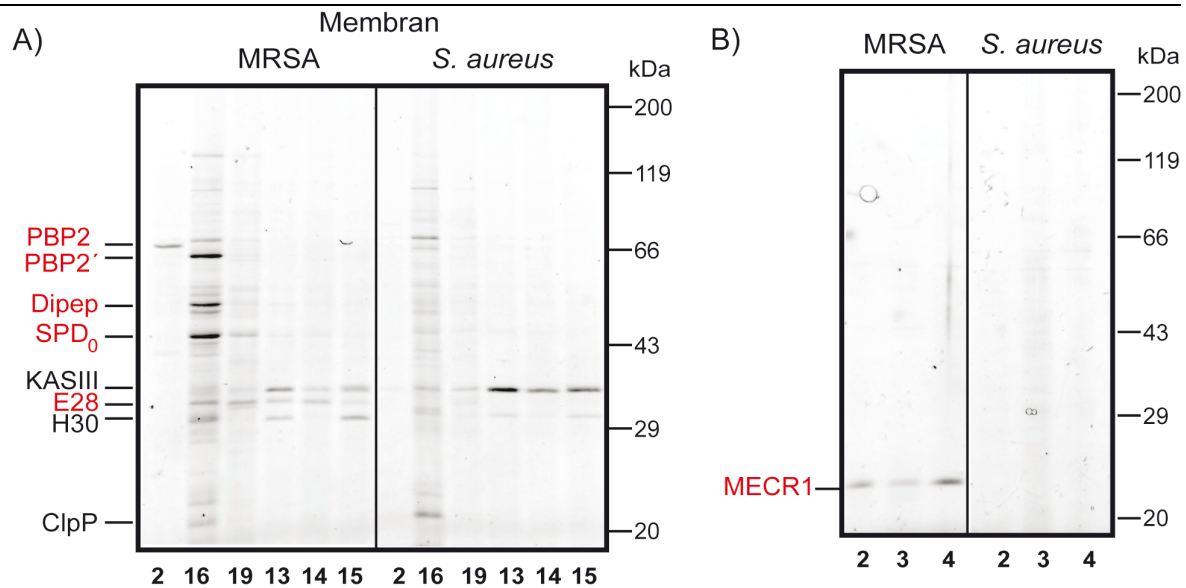 Membran
A)
MRSA
S. aureus
kDa
200
119
66
43
29
20
PBP2
PBP2´
Dipep
SPD0
KASIII
E28
H30
ClpP
2 16 19 13 14 15 2 16 19 13 14 15
B)
MRSA
S. aureus
kDa
200
119
66
43
29
20
MECR1
2 3 4 2 3 4